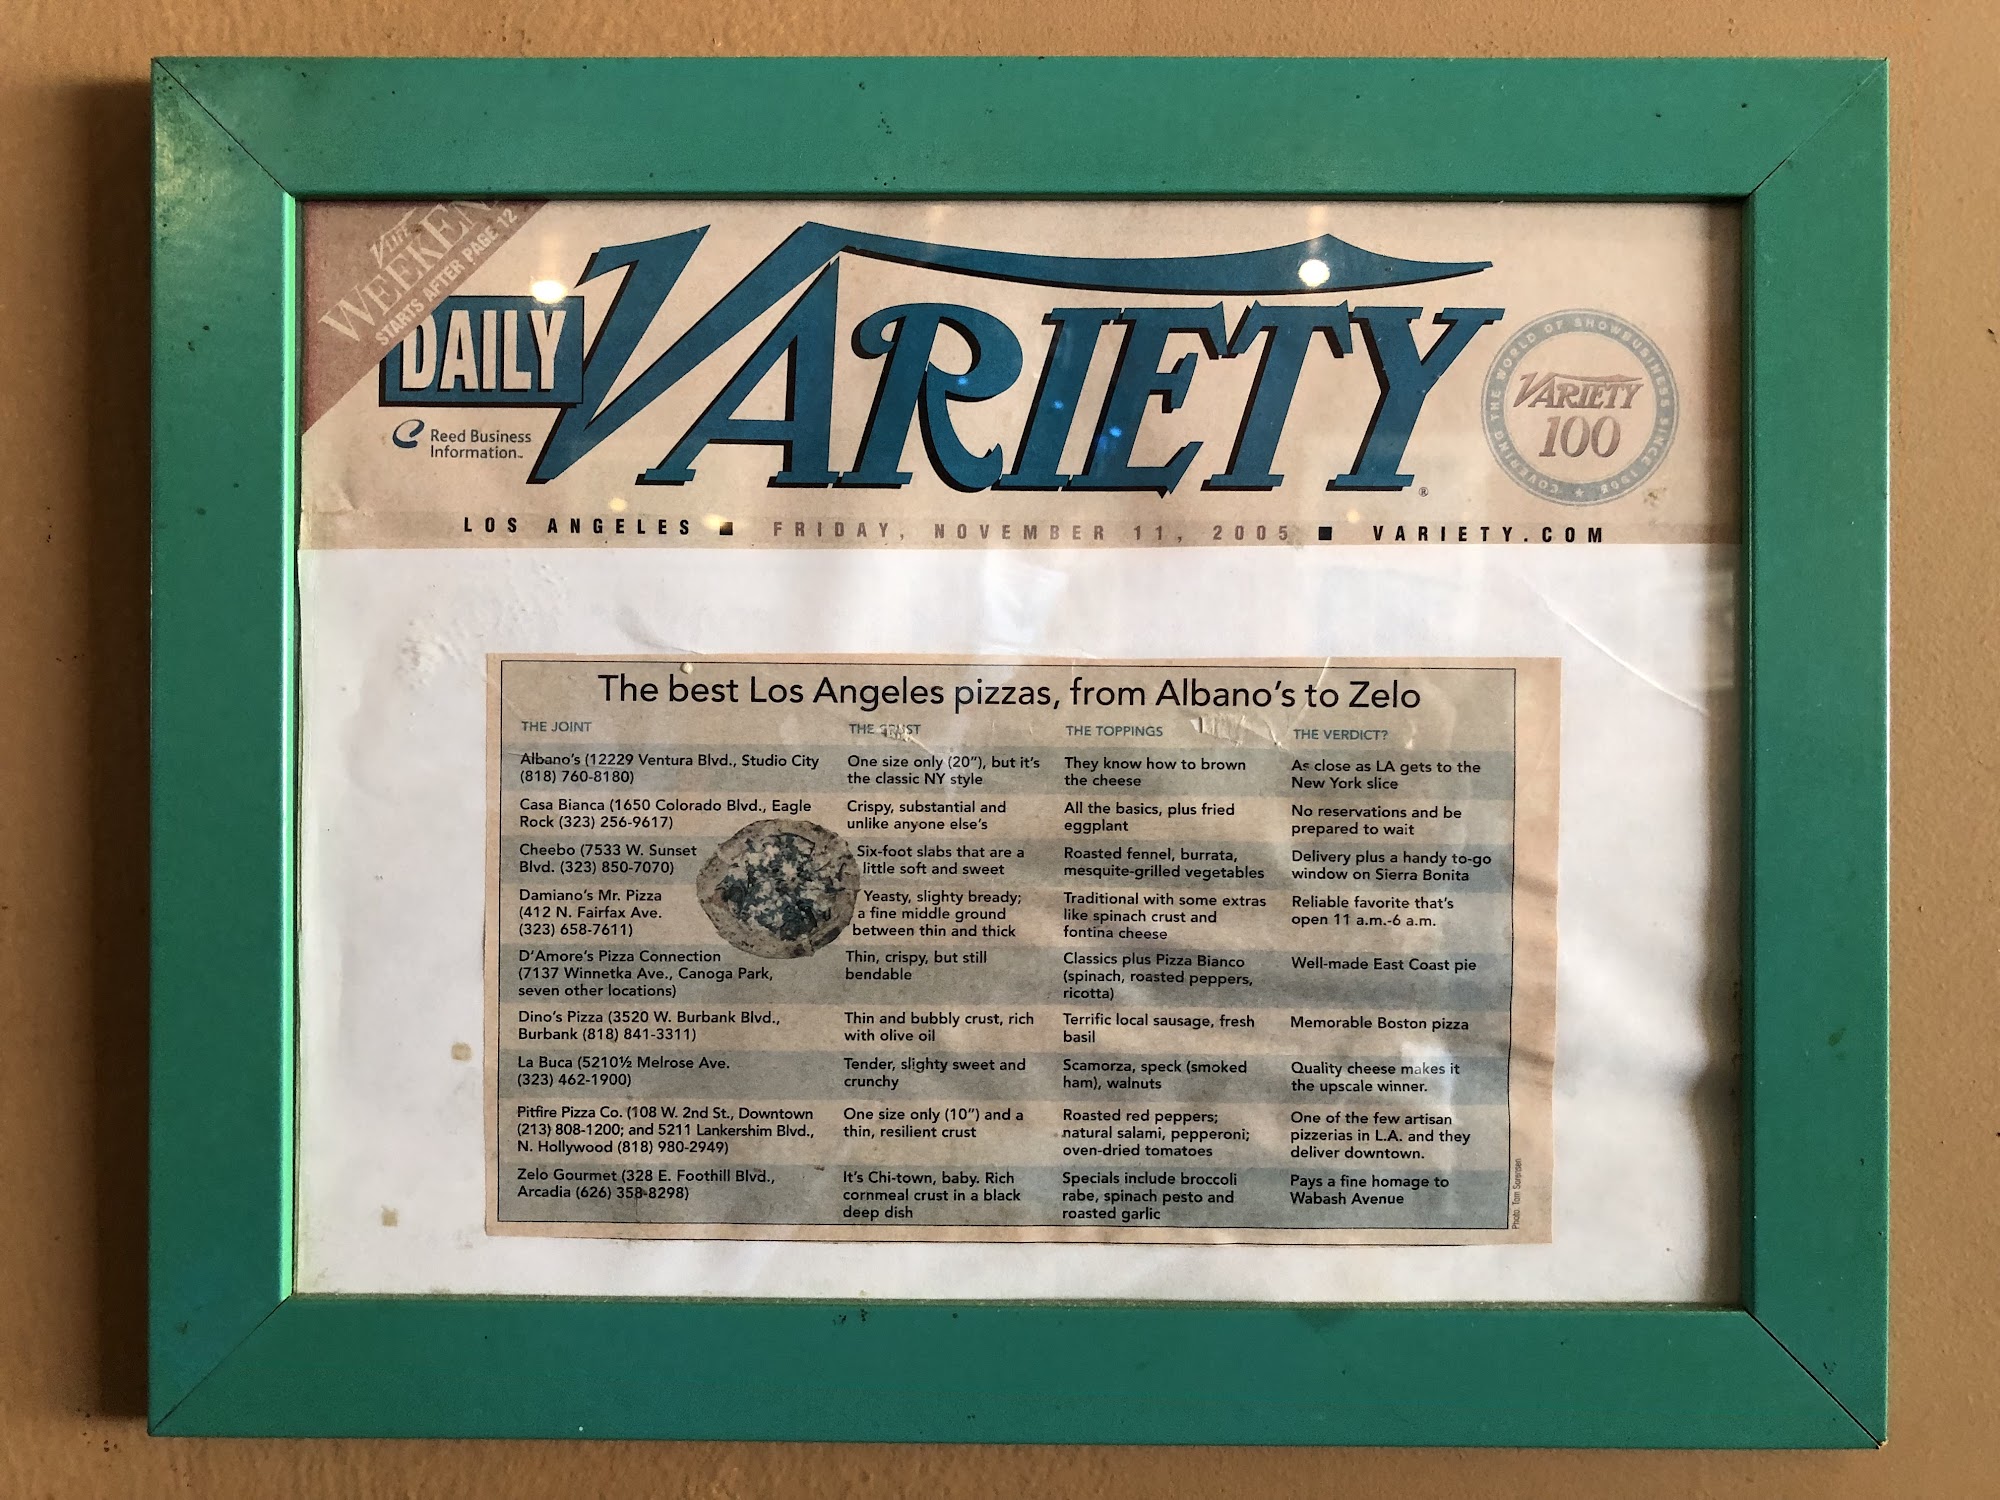 V LIFE
WEEKEN
STARTS AFTER PAGE 12
DAILY
VARIETY
®
Reed Business
Information™
COVERING THE WORLD OF SHOWBUSINESS SINCE 1905
VARIETY
100
LOS ANGELES ■ FRIDAY, NOVEMBER 11, 2005 ■ VARIETY.COM
The best Los Angeles pizzas, from Albano's to Zelo
THE JOINT
THE CRUST
THE TOPPINGS
THE VERDICT?
Albano's (12229 Ventura Blvd., Studio City
(818) 760-8180)
One size only (20"), but it's
the classic NY style
They know how to brown
the cheese
As close as LA gets to the
New York slice
Casa Bianca (1650 Colorado Blvd., Eagle
Rock (323) 256-9617)
Crispy, substantial and
unlike anyone else's
All the basics, plus fried
eggplant
No reservations and be
prepared to wait
Cheebo (7533 W. Sunset
Blvd. (323) 850-7070)
Six-foot slabs that are a
little soft and sweet
Roasted fennel, burrata,
mesquite-grilled vegetables
Delivery plus a handy to-go
window on Sierra Bonita
Damiano's Mr. Pizza
(412 N. Fairfax Ave.
(323) 658-7611)
Yeasty, slighty bready;
a fine middle ground
between thin and thick
Traditional with some extras
like spinach crust and
fontina cheese
Reliable favorite that's
open 11 a.m.-6 a.m.
D'Amore's Pizza Connection
(7137 Winnetka Ave., Canoga Park,
seven other locations)
Thin, crispy, but still
bendable
Classics plus Pizza Bianco
(spinach, roasted peppers,
ricotta)
Well-made East Coast pie
Dino's Pizza (3520 W. Burbank Blvd.,
Burbank (818) 841-3311)
Thin and bubbly crust, rich
with olive oil
Terrific local sausage, fresh
basil
Memorable Boston pizza
La Buca (5210½ Melrose Ave.
(323) 462-1900)
Tender, slighty sweet and
crunchy
Scamorza, speck (smoked
ham), walnuts
Quality cheese makes it
the upscale winner.
Pitfire Pizza Co. (108 W. 2nd St., Downtown
(213) 808-1200; and 5211 Lankershim Blvd.,
N. Hollywood (818) 980-2949)
One size only (10") and a
thin, resilient crust
Roasted red peppers;
natural salami, pepperoni;
oven-dried tomatoes
One of the few artisan
pizzerias in L.A. and they
deliver downtown.
Zelo Gourmet (328 E. Foothill Blvd.,
Arcadia (626) 358-8298)
It's Chi-town, baby. Rich
cornmeal crust in a black
deep dish
Specials include broccoli
rabe, spinach pesto and
roasted garlic
Pays a fine homage to
Wabash Avenue
Photo: Tom Sorensen